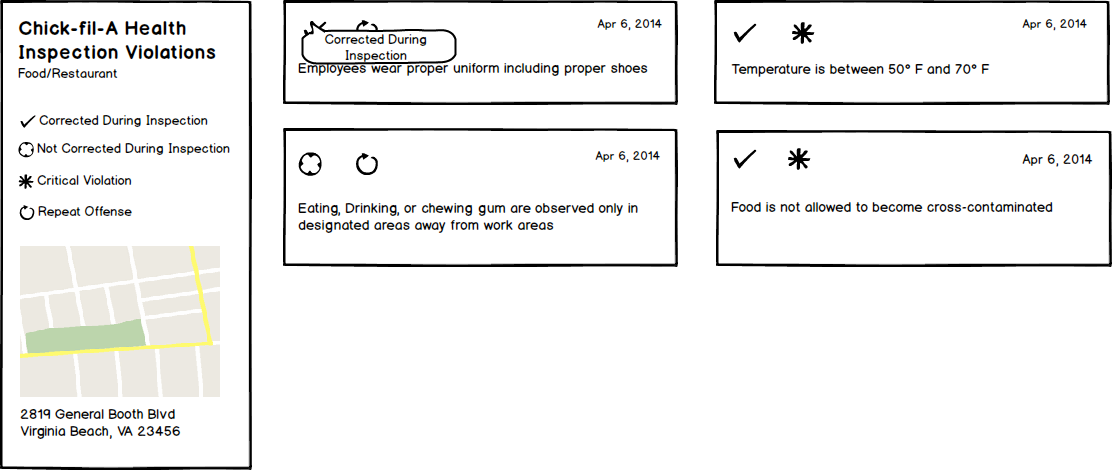 Chick-fil-A Health
Inspection Violations
Food/Restaurant
Corrected During Inspection
Not Corrected During Inspection
Critical Violation
Repeat Offense
2819 General Booth Blvd
Virginia Beach, VA 23456
Apr 6, 2014
Corrected During
Inspection
Employees wear proper uniform including proper shoes
Apr 6, 2014
Temperature is between 50° F and 70° F
Apr 6, 2014
Eating, Drinking, or chewing gum are observed only in
designated areas away from work areas
Apr 6, 2014
Food is not allowed to become cross-contaminated